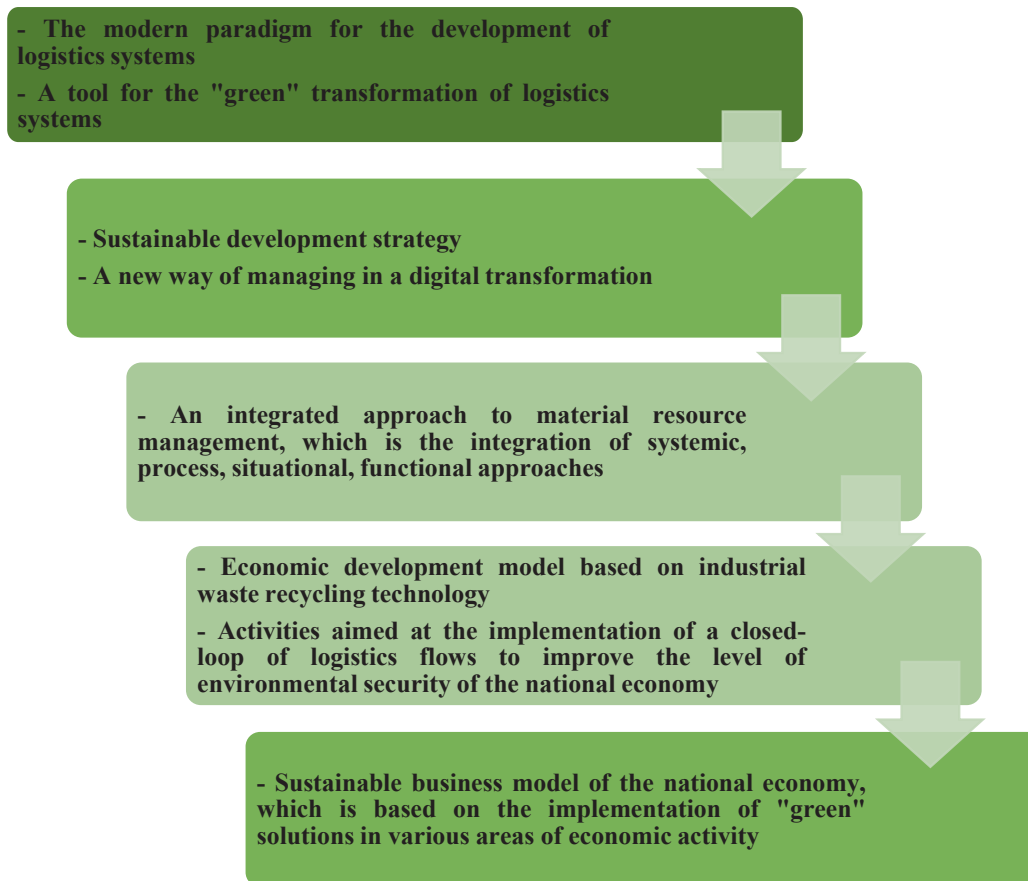 - The modern paradigm for the development of
logistics systems
- A tool for the "green" transformation of logistics
systems
- Sustainable development strategy
- A new way of managing in a digital transformation
- An integrated approach to material resource
management, which is the integration of systemic,
process, situational, functional approaches
- Economic development model based on industrial
waste recycling technology
- Activities aimed at the implementation of a closed-
loop of logistics flows to improve the level of
environmental security of the national economy
- Sustainable business model of the national economy,
which is based on the implementation of "green"
solutions in various areas of economic activity